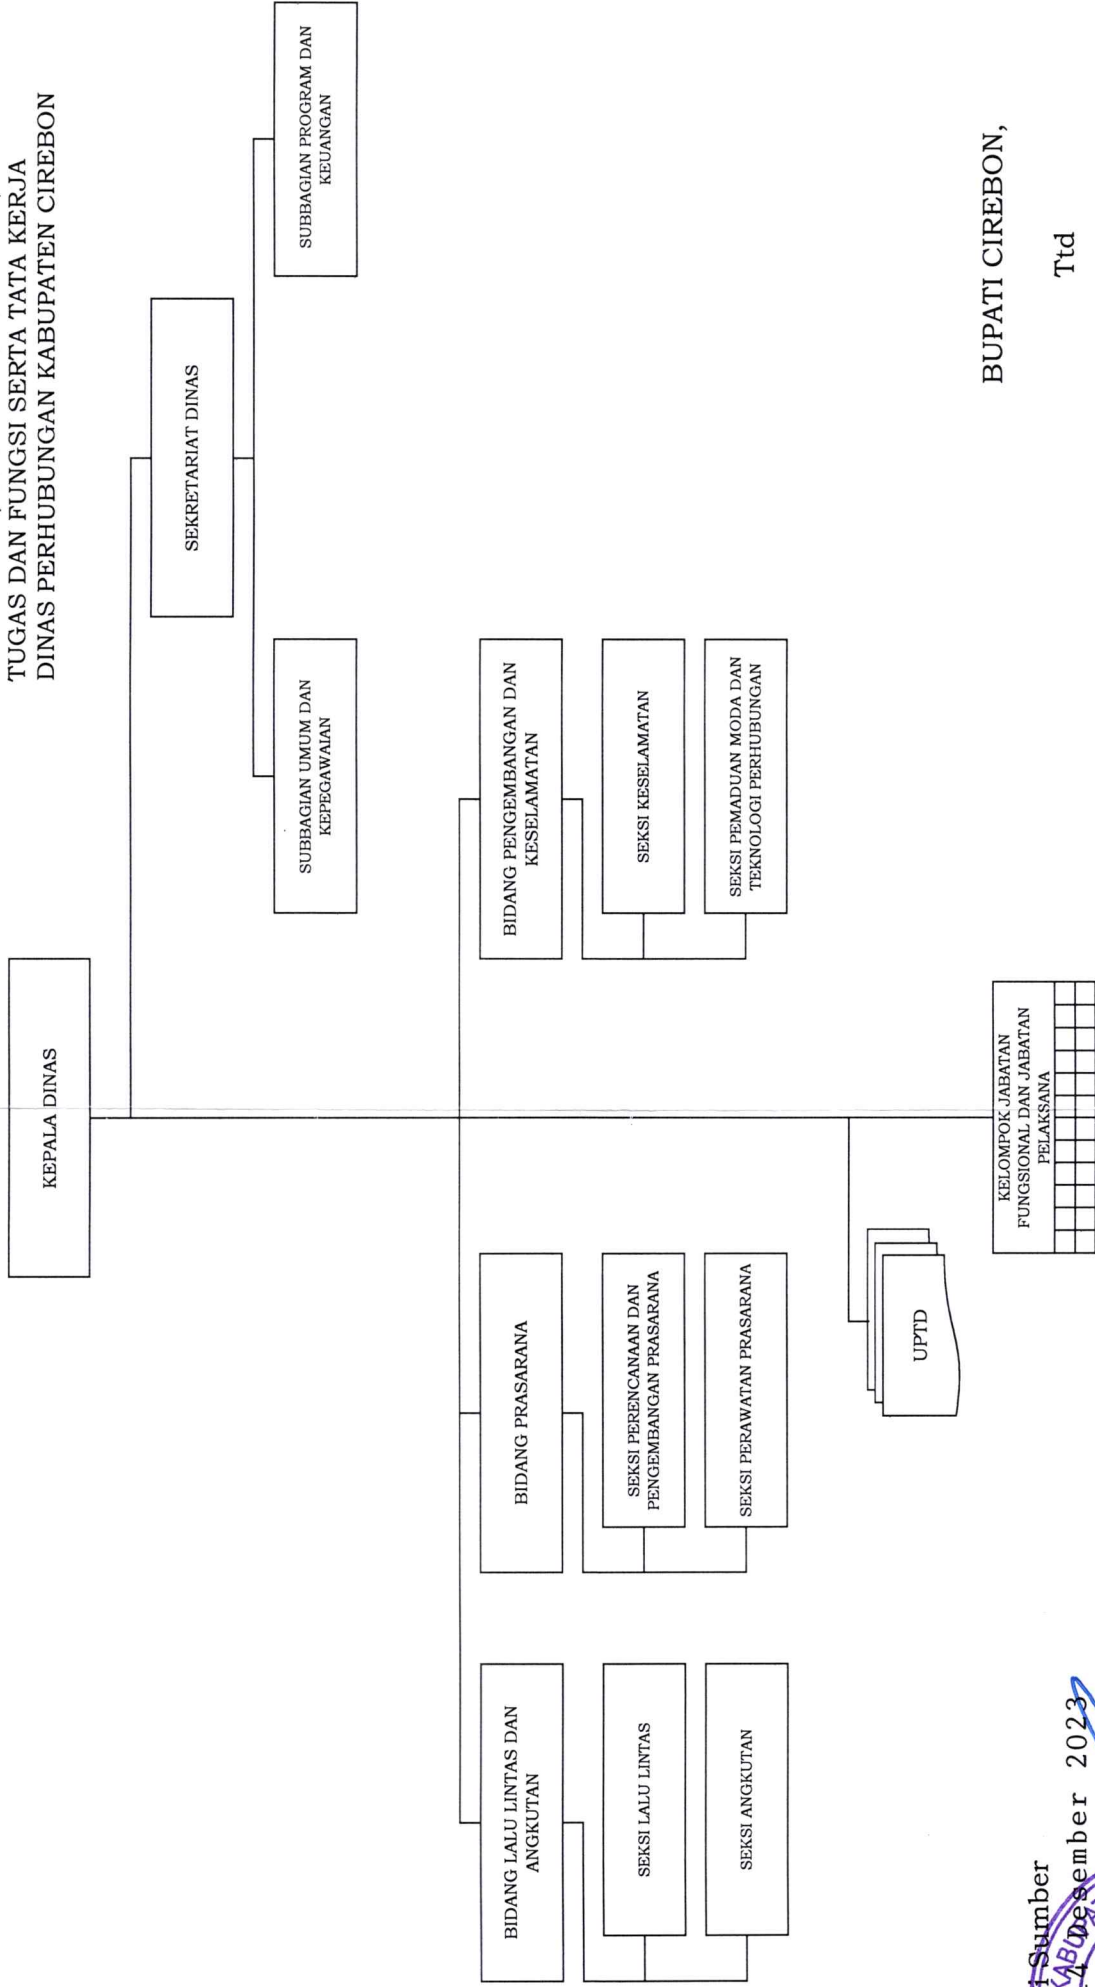 TUGAS DAN FUNGSI SERTA TATA KERJA
DINAS PERHUBUNGAN KABUPATEN CIREBON
KEPALA DINAS
SEKRETARIAT DINAS
SUBBAGIAN UMUM DAN
KEPEGAWAIAN
SUBBAGIAN PROGRAM DAN
KEUANGAN
BIDANG LALU LINTAS DAN
ANGKUTAN
SEKSI LALU LINTAS
SEKSI ANGKUTAN
BIDANG PRASARANA
SEKSI PERENCANAAN DAN
PENGEMBANGAN PRASARANA
SEKSI PERAWATAN PRASARANA
BIDANG PENGEMBANGAN DAN
KESELAMATAN
SEKSI KESELAMATAN
SEKSI PEMADUAN MODA DAN
TEKNOLOGI PERHUBUNGAN
UPTD
KELOMPOK JABATAN
FUNGSIONAL DAN JABATAN
PELAKSANA
BUPATI CIREBON,
Ttd
Sumber
Desember 2023